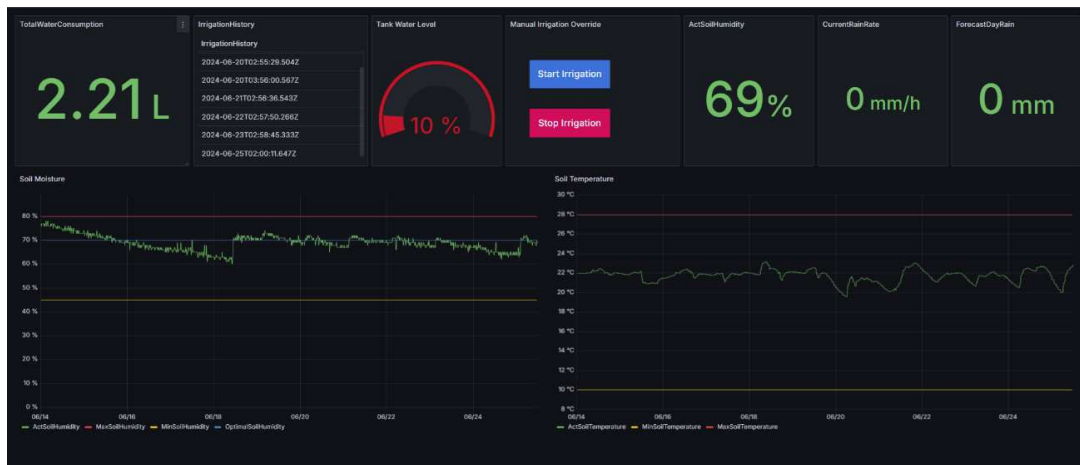 TotalWaterConsumption
2.21 L
IrrigationHistory
IrrigationHistory
2024-06-20T02:55:29.504Z
2024-06-20T03:56:00.567Z
2024-06-21T02:56:36.543Z
2024-06-22T02:57:50.266Z
2024-06-23T02:58:45.333Z
2024-06-25T02:00:11.647Z
Tank Water Level
10 %
Manual Irrigation Override
Start Irrigation
Stop Irrigation
ActSoilHumidity
69%
CurrentRainRate
0 mm/h
ForecastDayRain
0 mm
Soil Moisture
80 %
70 %
60 %
50 %
40 %
30 %
20 %
10 %
0 %
06/14 06/16 06/18 06/20 06/22 06/24
ActSoilHumidity MaxSoilHumidity MinSoilHumidity OptimalSoilHumidity
Soil Temperature
30 °C
28 °C
26 °C
24 °C
22 °C
20 °C
18 °C
16 °C
14 °C
12 °C
10 °C
8 °C
06/14 06/16 06/18 06/20 06/22 06/24
ActSoilTemperature MinSoilTemperature MaxSoilTemperature